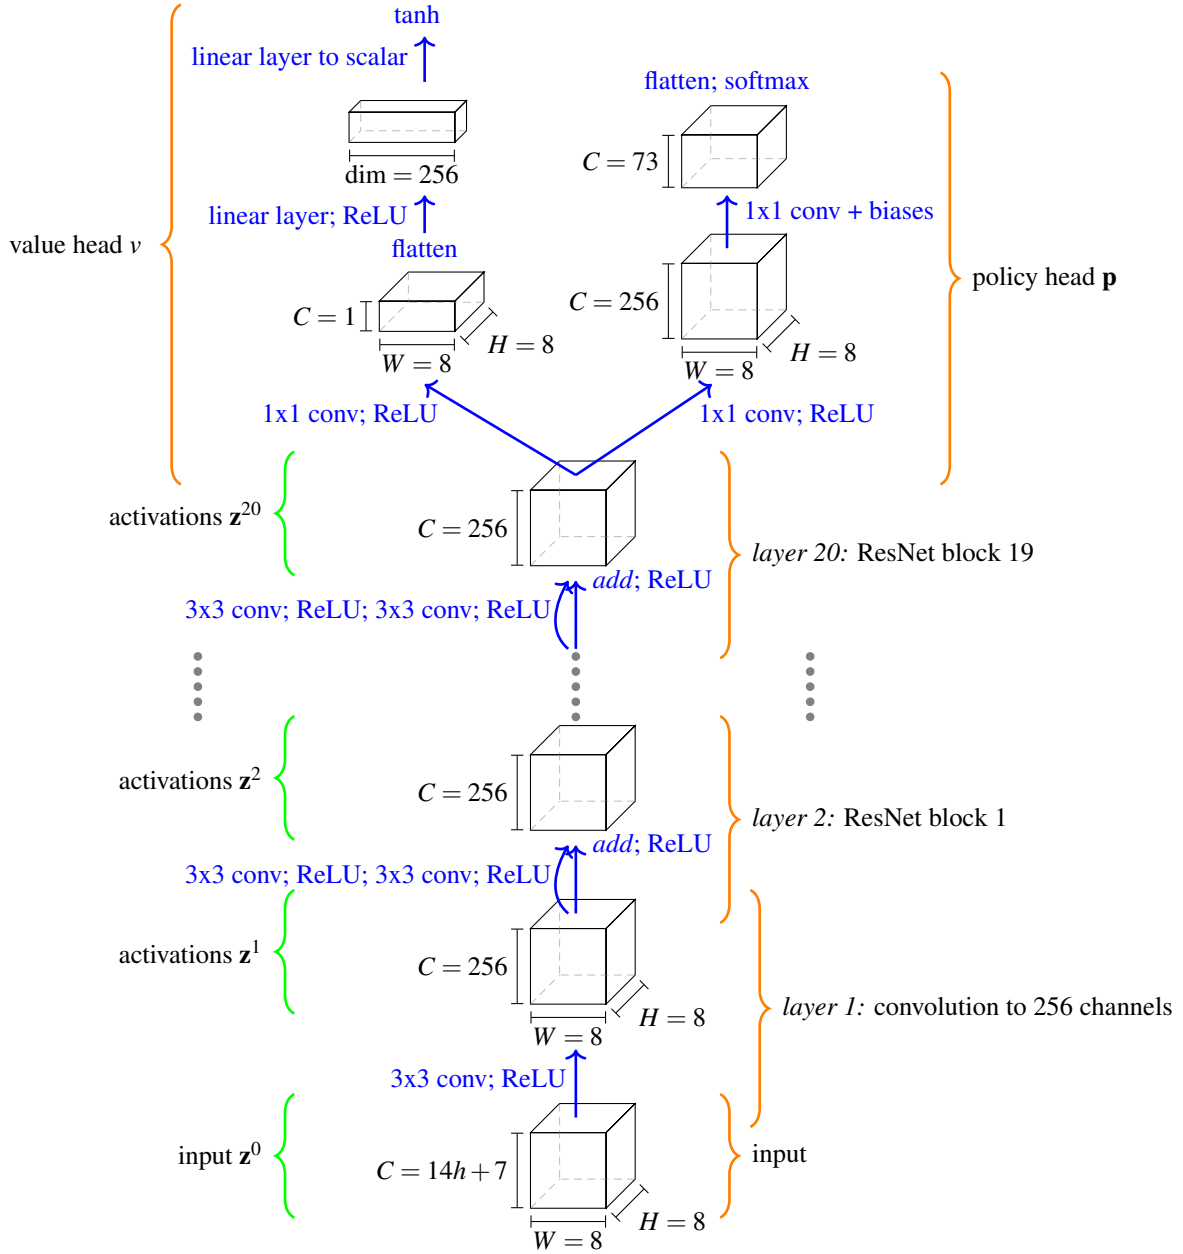 tanh
linear layer to scalar
flatten; softmax
C = 73
dim = 256
linear layer; ReLU
1x1 conv + biases
value head v
flatten
C = 256
policy head p
C = 1
H = 8
W = 8
H = 8
W = 8
1x1 conv; ReLU
1x1 conv; ReLU
activations z^20
C = 256
layer 20: ResNet block 19
add; ReLU
3x3 conv; ReLU; 3x3 conv; ReLU
activations z^2
C = 256
layer 2: ResNet block 1
add; ReLU
3x3 conv; ReLU; 3x3 conv; ReLU
activations z^1
C = 256
layer 1: convolution to 256 channels
H = 8
W = 8
3x3 conv; ReLU
input z^0
C = 14h + 7
input
H = 8
W = 8